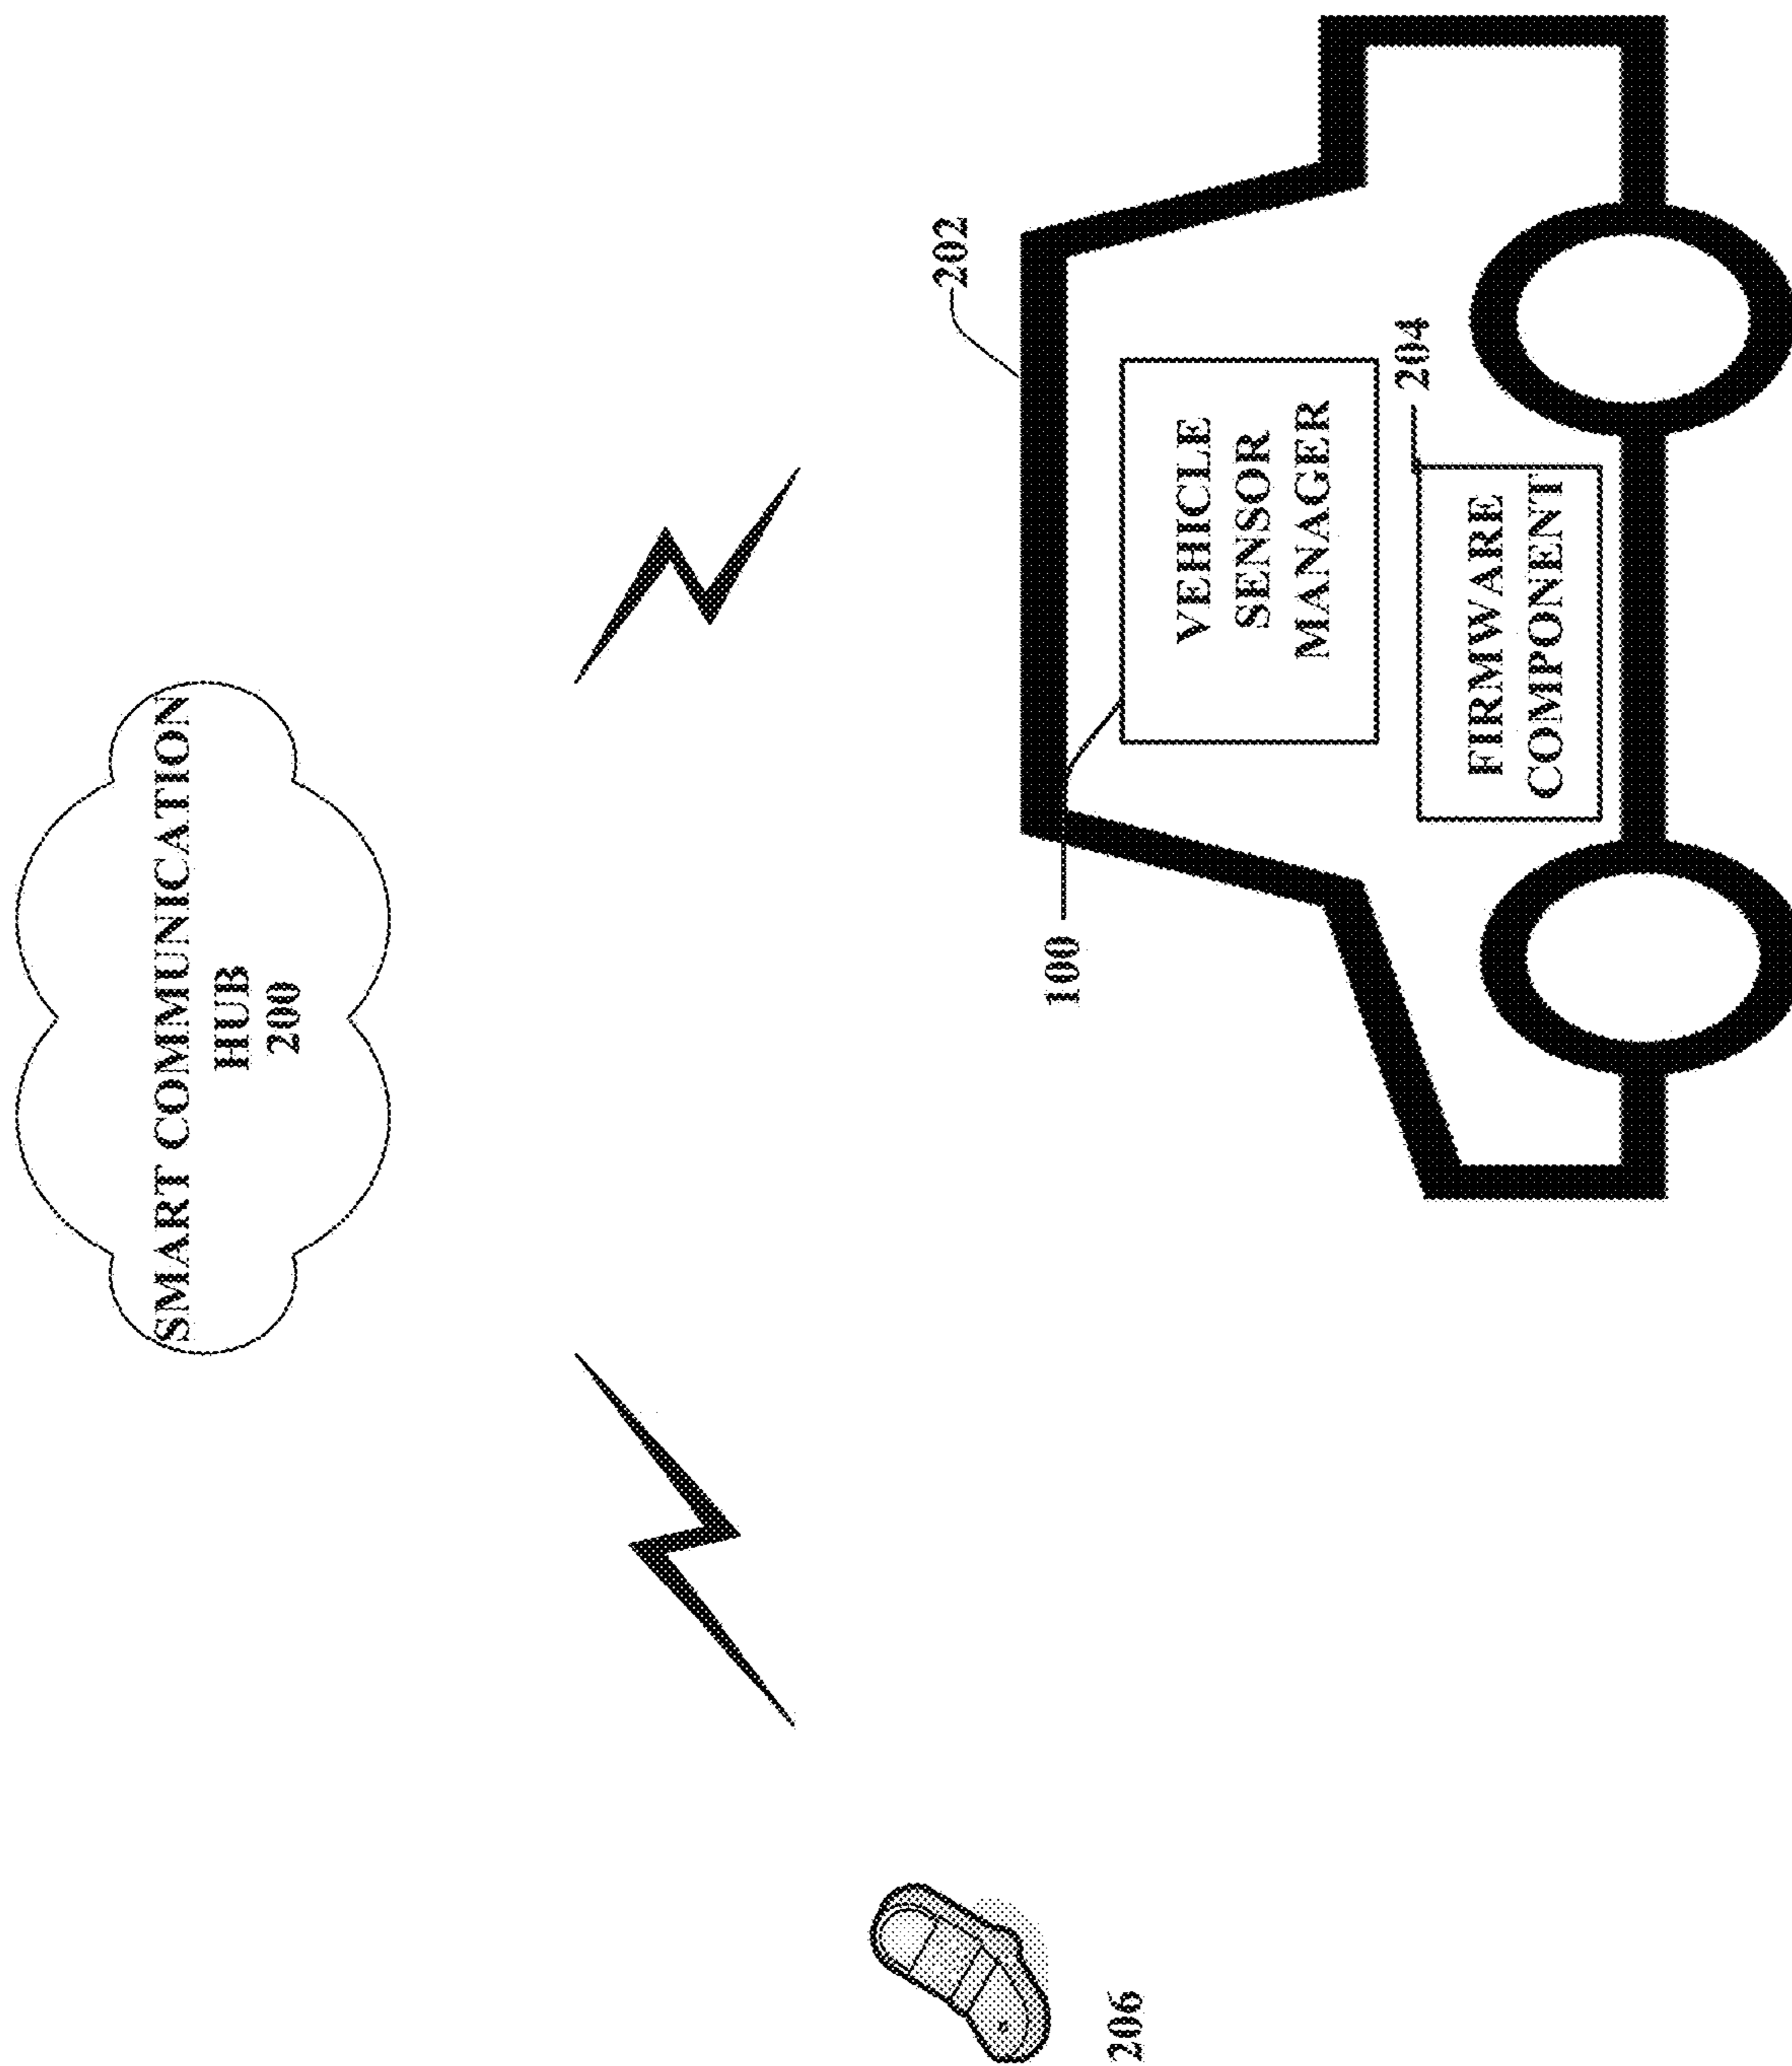 SMART COMMUNICATION
HUB
200
202
100
VEHICLE
SENSOR
MANAGER
204
FIRMWARE
COMPONENT
206